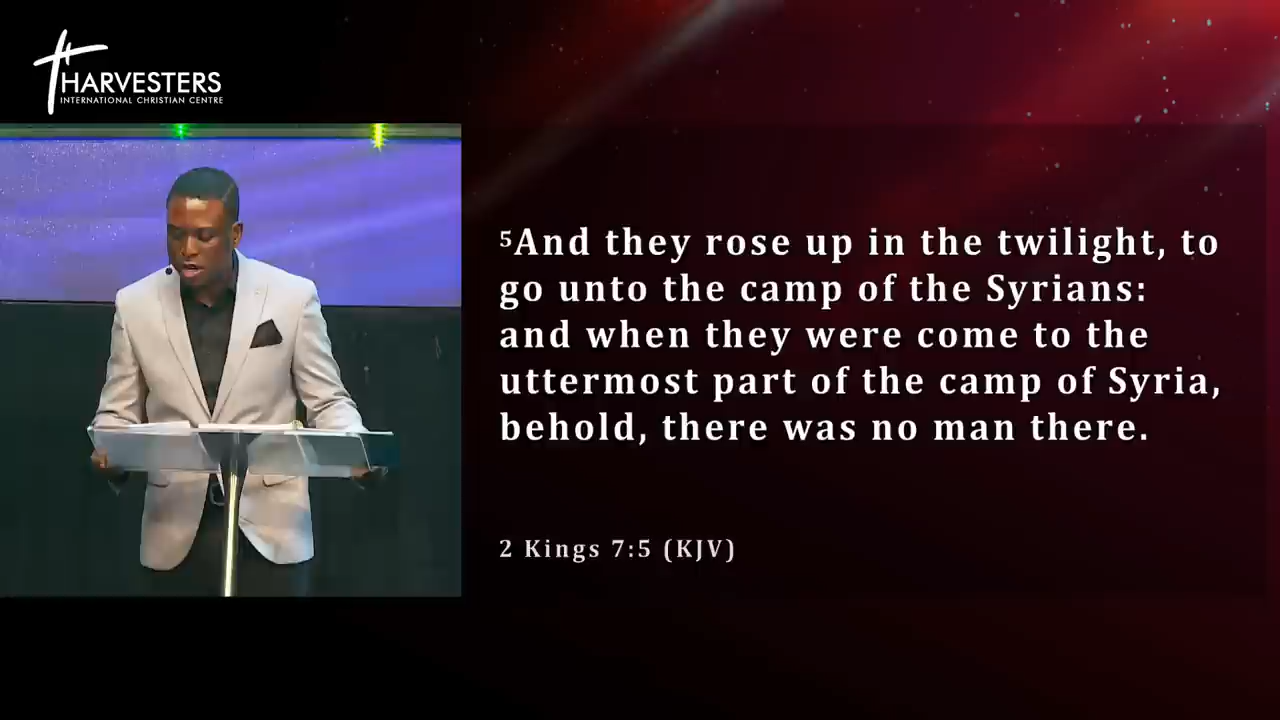 HARVESTERS
INTERNATIONAL CHRISTIAN CENTRE
⁵And they rose up in the twilight, to
go unto the camp of the Syrians:
and when they were come to the
uttermost part of the camp of Syria,
behold, there was no man there.
2 Kings 7:5 (KJV)